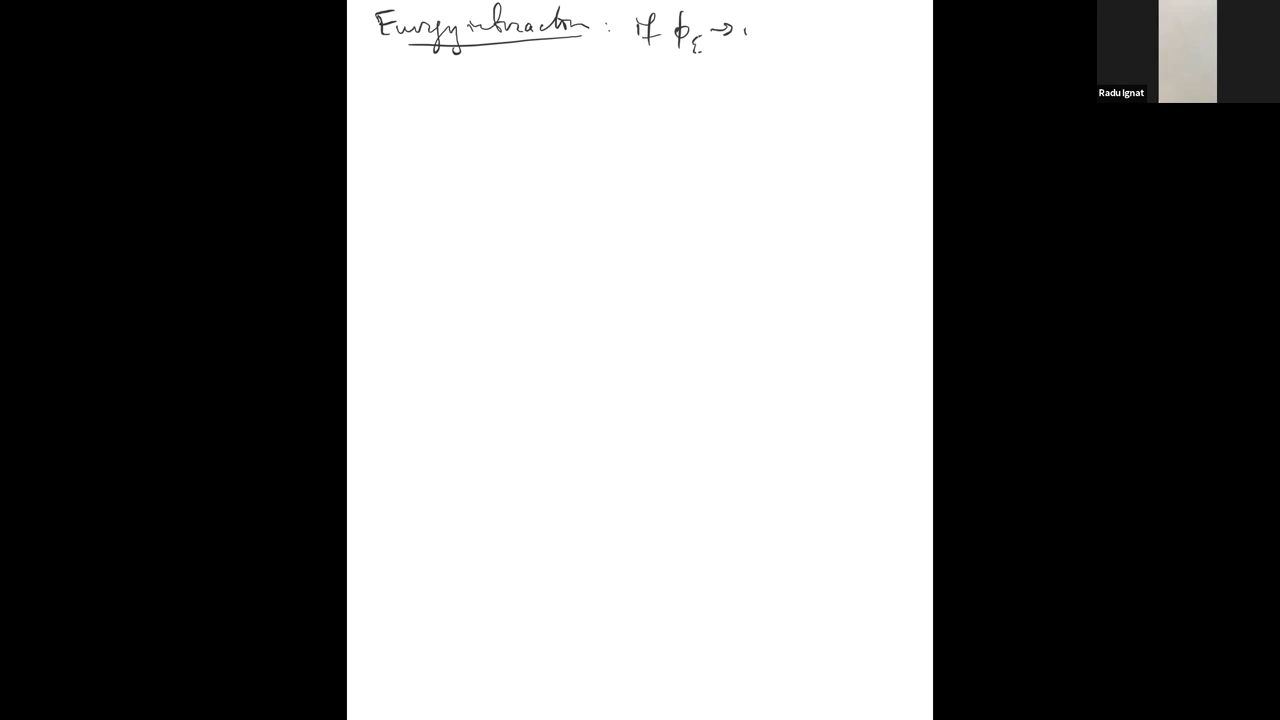 Energy interaction : if ϕ_ε →
Radu Ignat